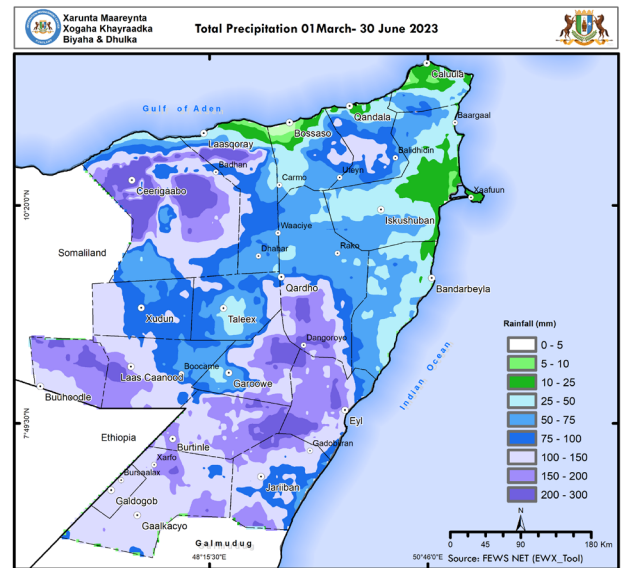 Xarunta Maareynta
Xogaha Khayraadka
Biyaha & Dhulka
Total Precipitation 01March- 30 June 2023
Caluula
Gulf of Aden
Qandala
Baargaal
Bossaso
Laasqoray
Balidhidin
Badhan
Ufeyn
Carmo
Ceerigaabo
Xaafuun
10°20'0"N
Iskushuban
Waaciye
Somaliland
Dhahar
Rako
Qardho
Bandarbeyla
Xudun
Taleex
Dangoroyo
Laas Caanood
Boocame
Garoowe
Buuhoodle
Indian Ocean
Eyl
7°49'30"N
Ethiopia
Burtinle
Gadobjiran
Xarfo
Bursaalax
Jariiban
Galdogob
Gaalkacyo
Galmudug
48°15'30"E
50°46'0"E
Rainfall (mm)
0 - 5
5 - 10
10 - 25
25 - 50
50 - 75
75 - 100
100 - 150
150 - 200
200 - 300
N
0 45 90 180 Km
Source: FEWS NET (EWX_Tool)